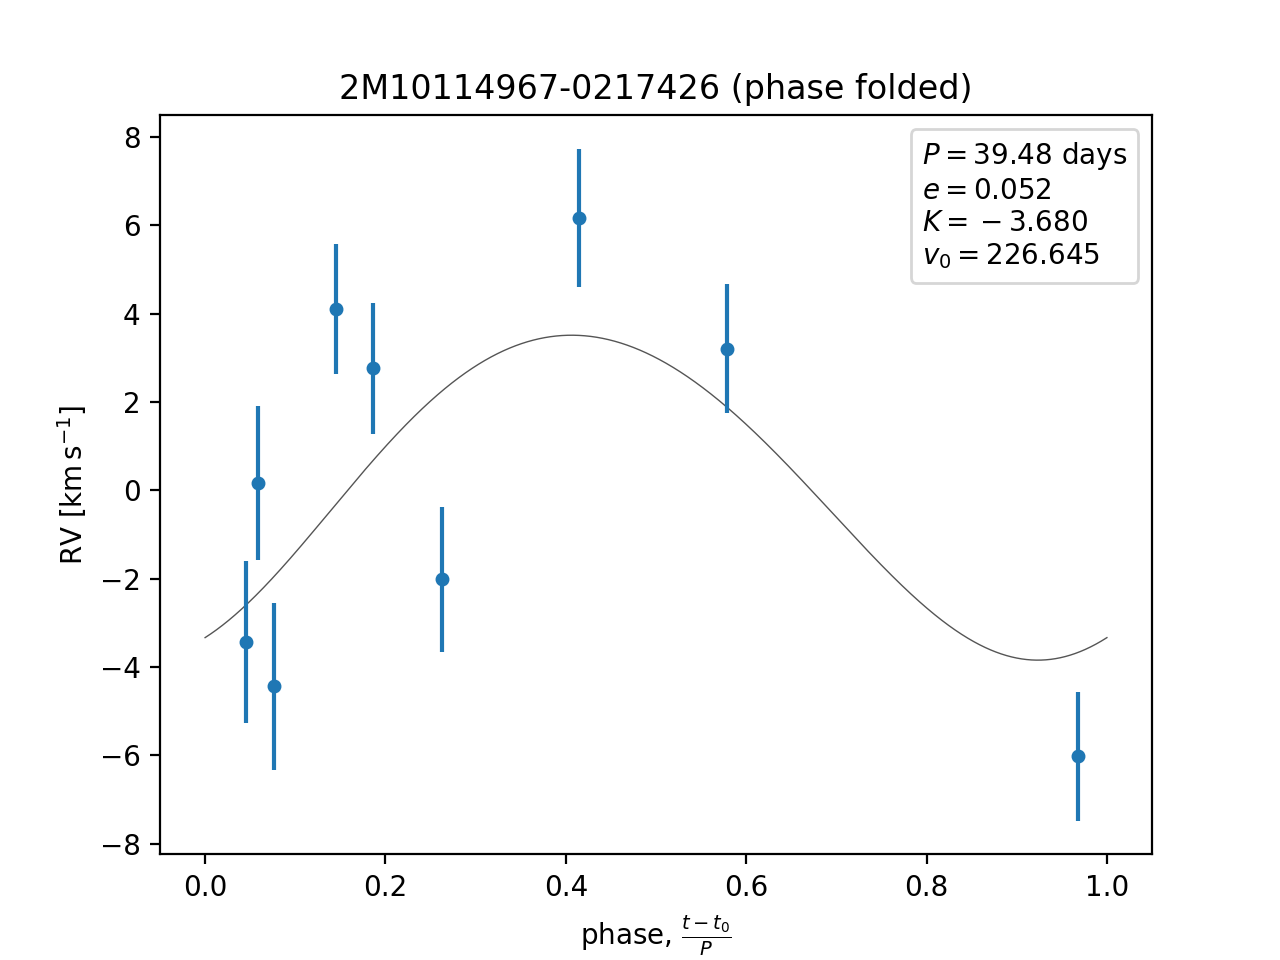 2M10114967-0217426 (phase folded)
P = 39.48 days
e = 0.052
K = −3.680
v₀ = 226.645
RV [km s⁻¹]
8
6
4
2
0
−2
−4
−6
−8
0.0 0.2 0.4 0.6 0.8 1.0
phase, (t − t₀)/P